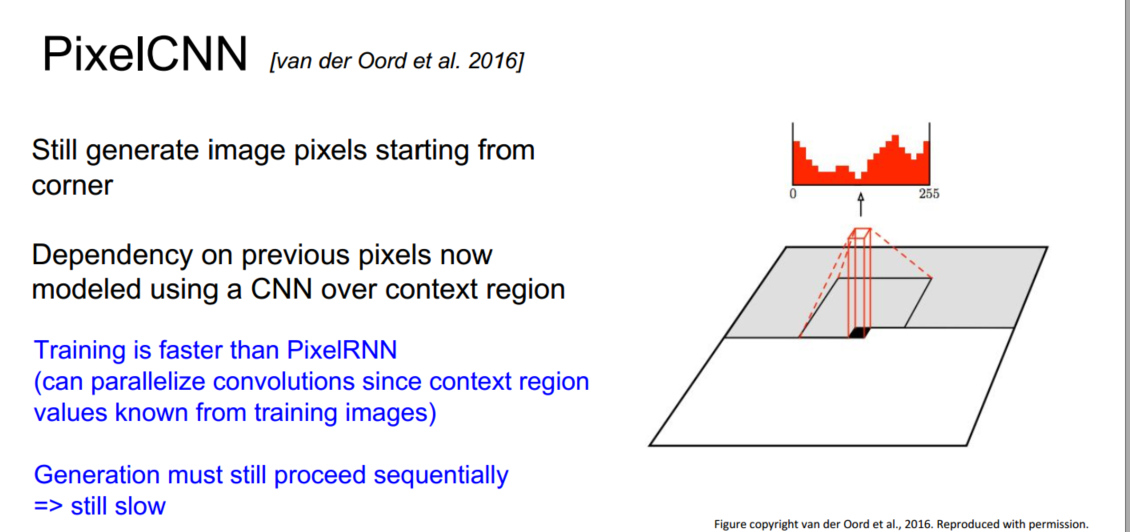 PixelCNN [van der Oord et al. 2016]
Still generate image pixels starting from
corner
Dependency on previous pixels now
modeled using a CNN over context region
Training is faster than PixelRNN
(can parallelize convolutions since context region
values known from training images)
Generation must still proceed sequentially
=> still slow
0 255
Figure copyright van der Oord et al., 2016. Reproduced with permission.